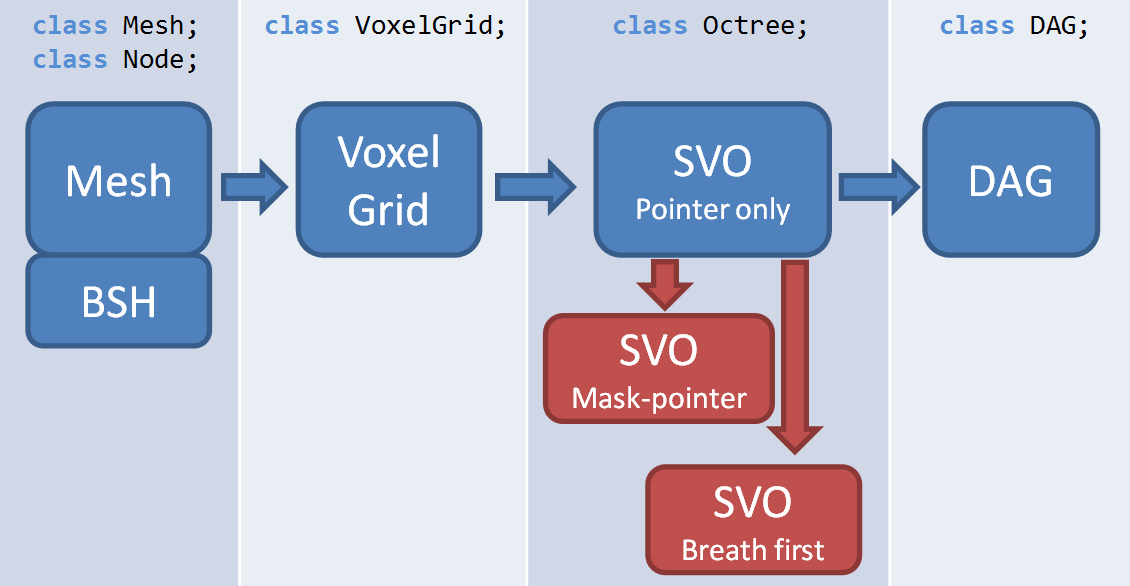 class Mesh;
class Node;
class VoxelGrid;
class Octree;
class DAG;
Mesh
BSH
Voxel
Grid
SVO
Pointer only
DAG
SVO
Mask-pointer
SVO
Breath first